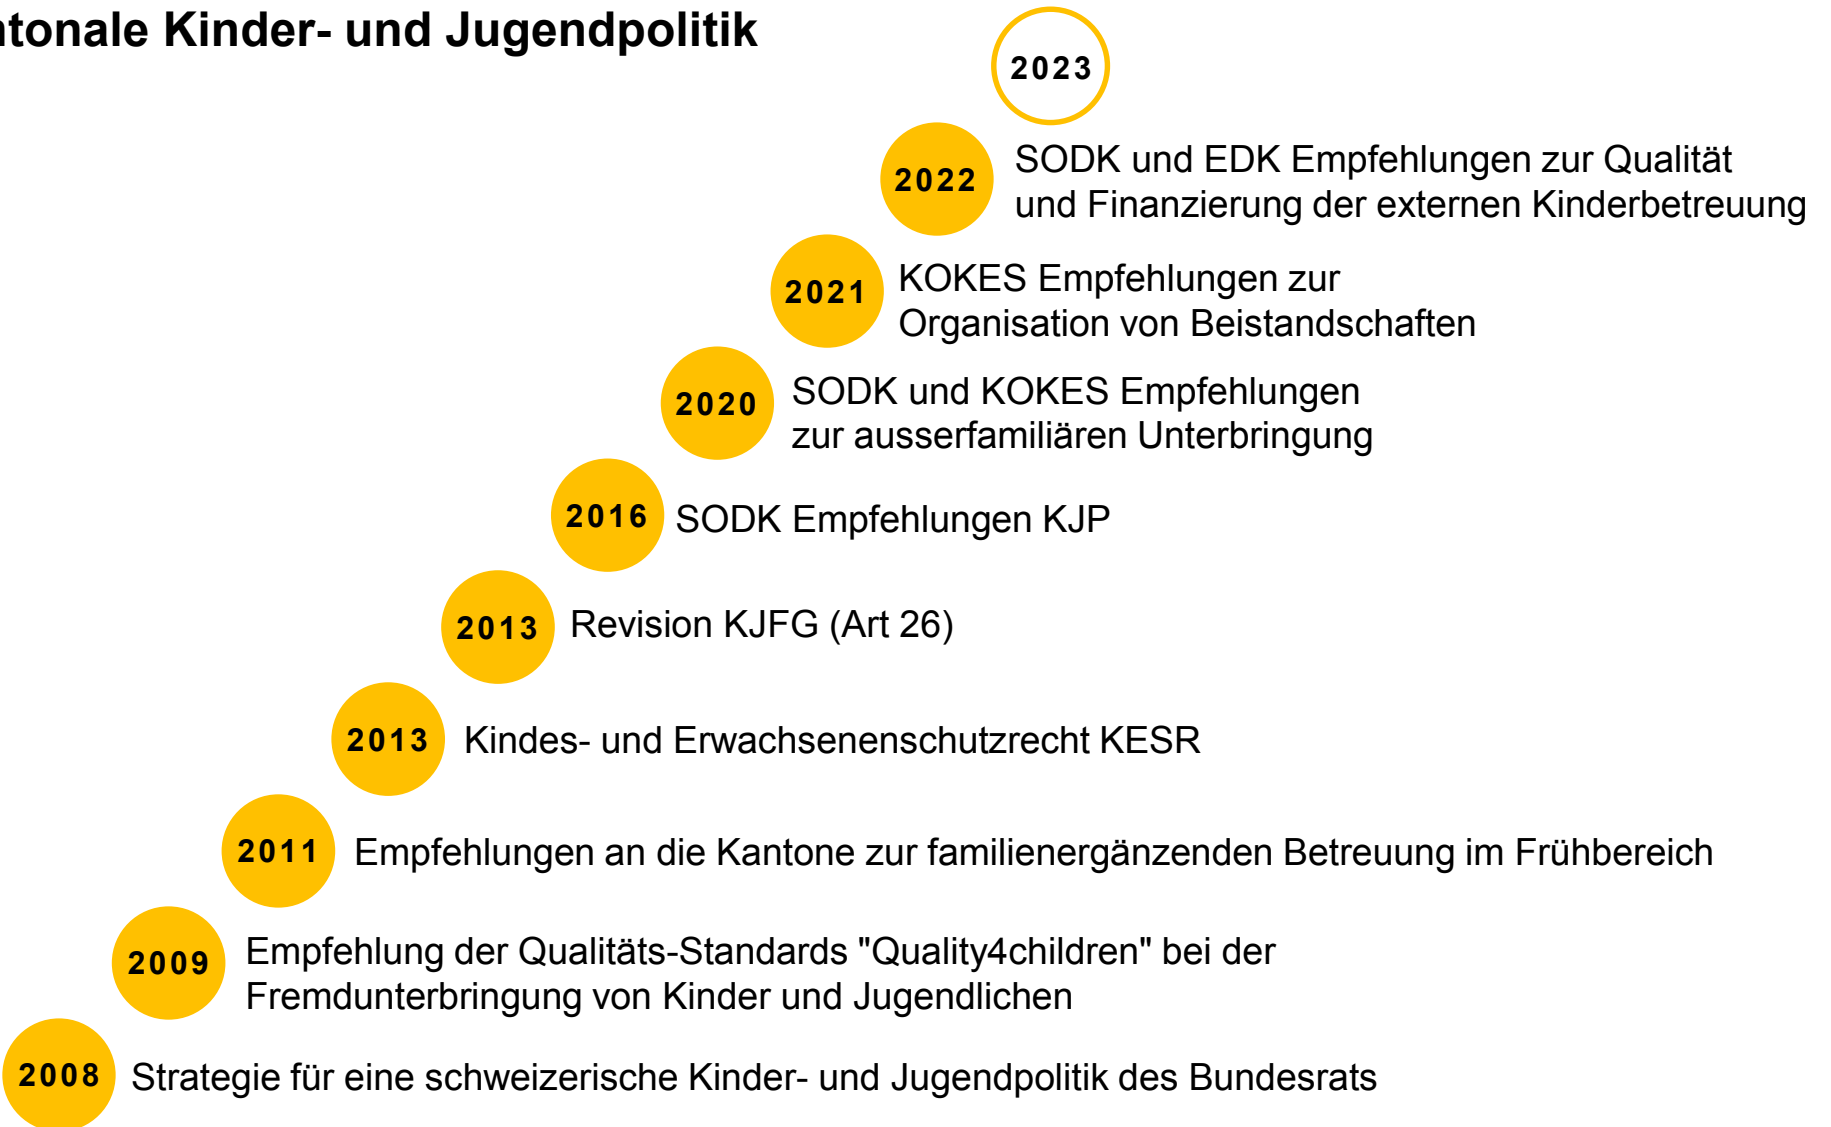 ntonale Kinder- und Jugendpolitik
2023
2022
SODK und EDK Empfehlungen zur Qualität
und Finanzierung der externen Kinderbetreuung
2021
KOKES Empfehlungen zur
Organisation von Beistandschaften
2020
SODK und KOKES Empfehlungen
zur ausserfamiliären Unterbringung
2016
SODK Empfehlungen KJP
2013
Revision KJFG (Art 26)
2013
Kindes- und Erwachsenenschutzrecht KESR
2011
Empfehlungen an die Kantone zur familienergänzenden Betreuung im Frühbereich
2009
Empfehlung der Qualitäts-Standards "Quality4children" bei der
Fremdunterbringung von Kinder und Jugendlichen
2008
Strategie für eine schweizerische Kinder- und Jugendpolitik des Bundesrats